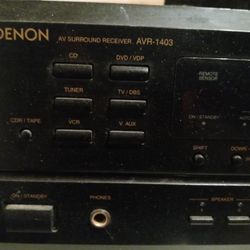 DENON
AV SURROUND RECEIVER AVR-1403
CD
DVD / VDP
REMOTE
SENSOR
TUNER
TV / DBS
ON / STANDBY
CDR / TAPE
VCR
V. AUX
SHIFT
DOWN
ON / STANDBY
PHONES
SPEAKER